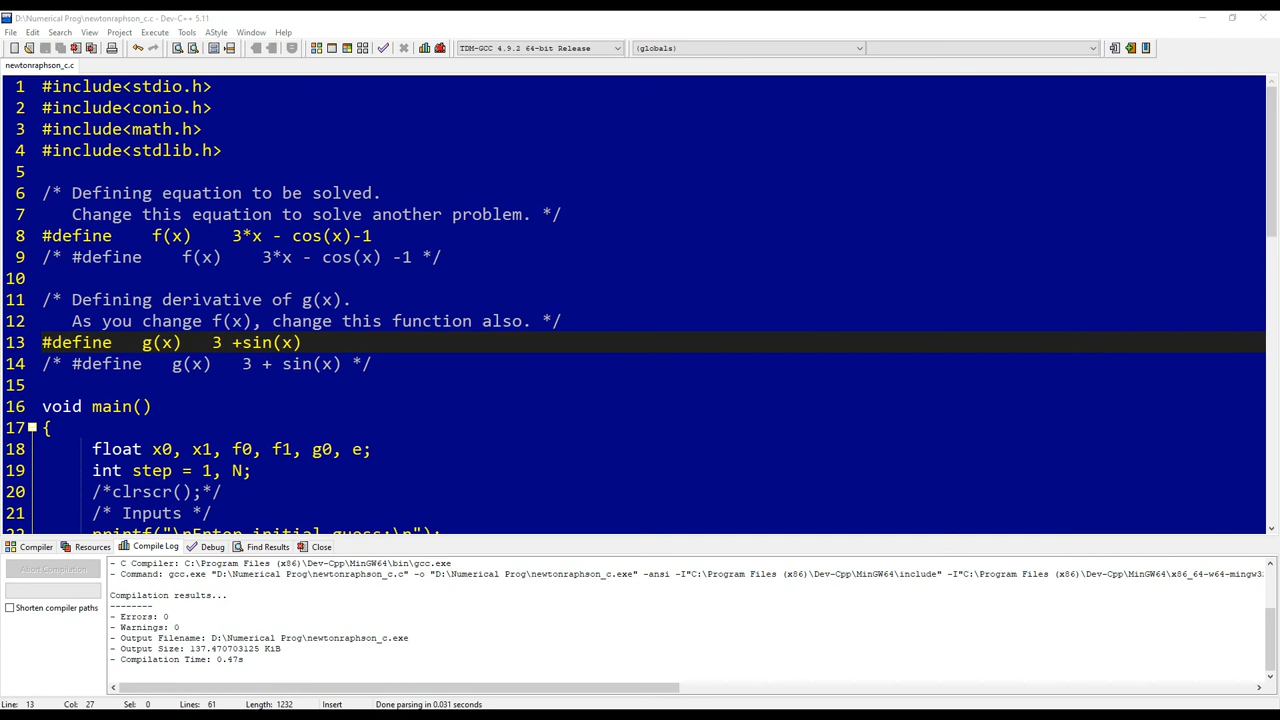 D:\Numerical Prog\newtonraphson_c.c - Dev-C++ 5.11
File Edit Search View Project Execute Tools AStyle Window Help
TDM-GCC 4.9.2 64-bit Release (globals)
newtonraphson_c.c
1 #include<stdio.h>
2 #include<conio.h>
3 #include<math.h>
4 #include<stdlib.h>
5
6 /* Defining equation to be solved.
7 Change this equation to solve another problem. */
8 #define f(x) 3*x - cos(x)-1
9 /* #define f(x) 3*x - cos(x) -1 */
10
11 /* Defining derivative of g(x).
12 As you change f(x), change this function also. */
13 #define g(x) 3 +sin(x)
14 /* #define g(x) 3 + sin(x) */
15
16 void main()
17 {
18 float x0, x1, f0, f1, g0, e;
19 int step = 1, N;
20 /*clrscr();*/
21 /* Inputs */
22 printf("\nEnter initial guess:\n");
Compiler Resources Compile Log Debug Find Results Close
Abort Compilation
Shorten compiler paths
- C Compiler: C:\Program Files (x86)\Dev-Cpp\MinGW64\bin\gcc.exe
- Command: gcc.exe "D:\Numerical Prog\newtonraphson_c.c" -o "D:\Numerical Prog\newtonraphson_c.exe" -ansi -I"C:\Program Files (x86)\Dev-Cpp\MinGW64\include" -I"C:\Program Files (x86)\Dev-Cpp\MinGW64\x86_64-w64-mingw3
Compilation results...
--------
- Errors: 0
- Warnings: 0
- Output Filename: D:\Numerical Prog\newtonraphson_c.exe
- Output Size: 137.470703125 KiB
- Compilation Time: 0.47s
Line: 13 Col: 27 Sel: 0 Lines: 61 Length: 1232 Insert Done parsing in 0.031 seconds